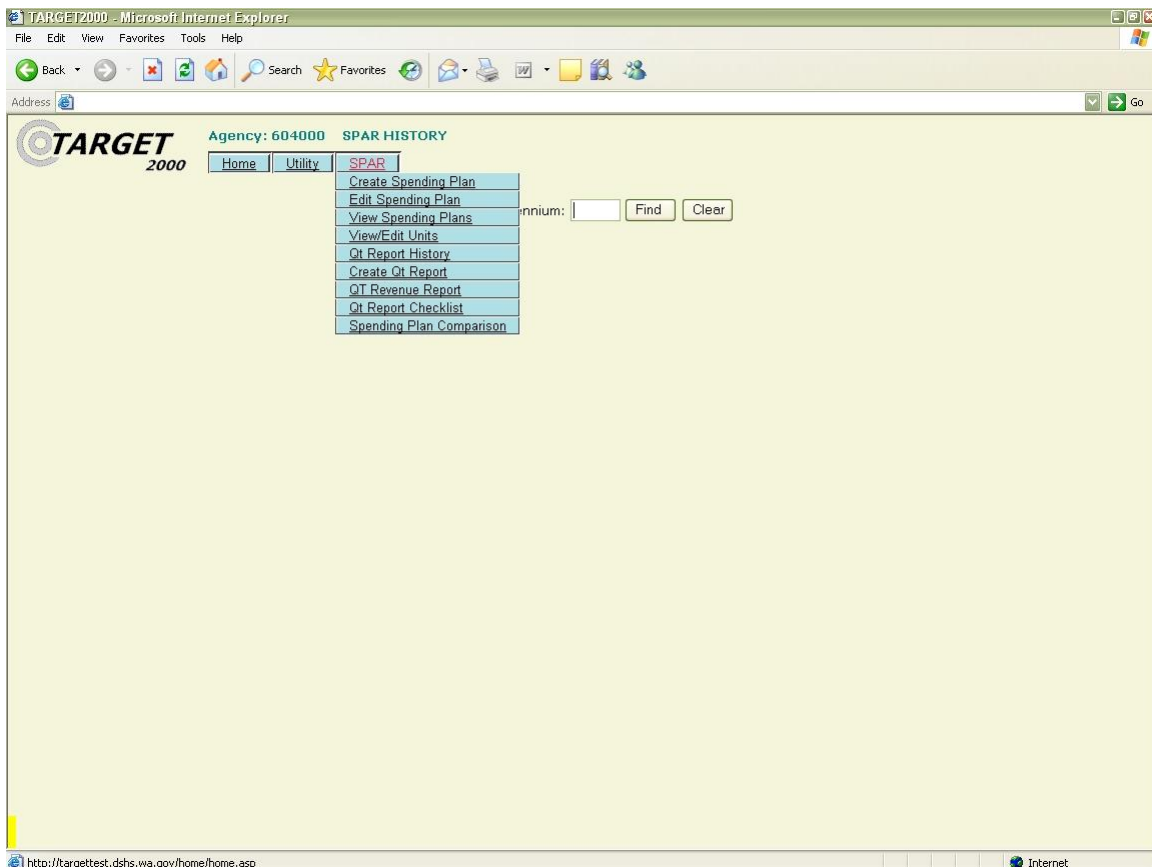 TARGET2000 - Microsoft Internet Explorer
File Edit View Favorites Tools Help
Back Search Favorites
Address Go
TARGET 2000
Agency: 604000 SPAR HISTORY
Home Utility SPAR
Create Spending Plan
Edit Spending Plan
ennium: Find Clear
View Spending Plans
View/Edit Units
Qt Report History
Create Qt Report
QT Revenue Report
Qt Report Checklist
Spending Plan Comparison
http://targettest.dshs.wa.gov/home/home.asp Internet